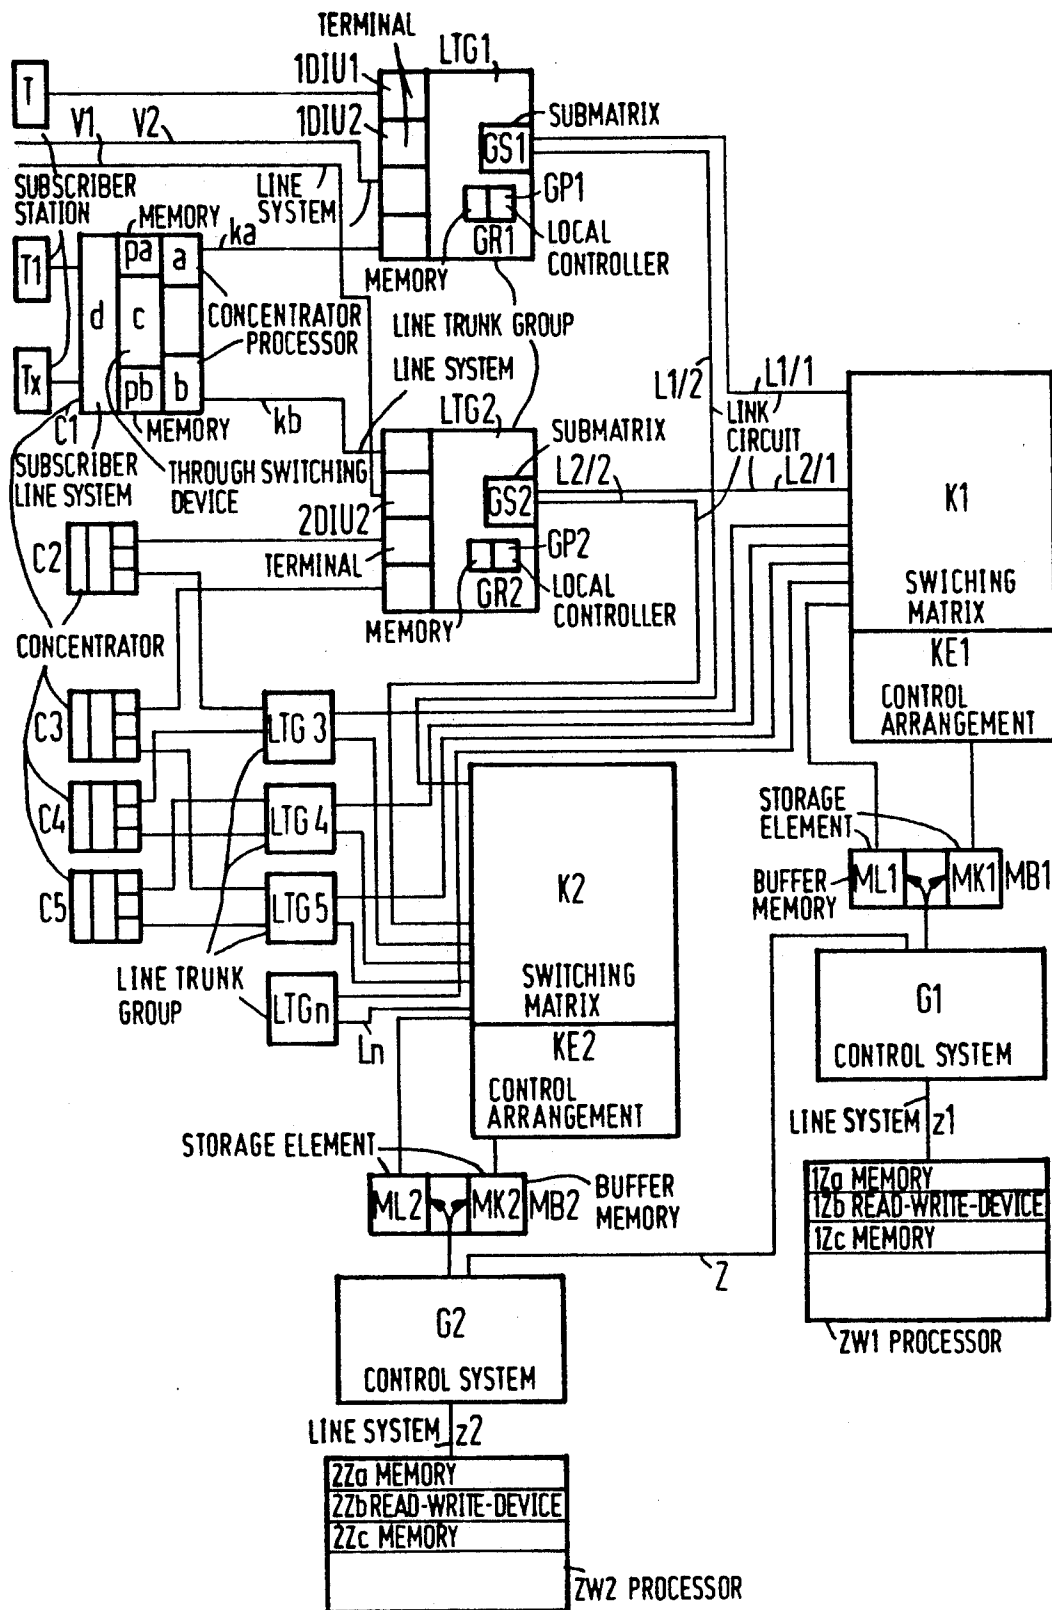 TERMINAL
LTG1
T
1DIU1
V1
V2
1DIU2
SUBMATRIX
GS1
SUBSCRIBER
STATION
LINE
SYSTEM
GP1
MEMORY
ka
LOCAL
CONTROLLER
GR1
MEMORY
T1
d
pa
a
c
CONCENTRATOR
PROCESSOR
LINE TRUNK GROUP
Tx
pb
b
LINE SYSTEM
L1/2
L1/1
C1
MEMORY
kb
LTG2
LINK
CIRCUIT
SUBSCRIBER
LINE SYSTEM
THROUGH SWITCHING
DEVICE
SUBMATRIX
L2/2
L2/1
GS2
K1
2DIU2
C2
TERMINAL
GP2
GR2
LOCAL
CONTROLLER
MEMORY
SWICHING
MATRIX
CONCENTRATOR
KE1
CONTROL
ARRANGEMENT
C3
LTG3
C4
LTG4
STORAGE
ELEMENT
ML1
MK1
MB1
BUFFER
MEMORY
C5
LTG5
K2
LINE TRUNK
GROUP
LTGn
Ln
SWITCHING
MATRIX
G1
CONTROL SYSTEM
KE2
CONTROL
ARRANGEMENT
LINE SYSTEM
z1
STORAGE ELEMENT
ML2
MK2
MB2
BUFFER
MEMORY
1Za MEMORY
1Zb READ-WRITE-DEVICE
1Zc MEMORY
Z
ZW1 PROCESSOR
G2
CONTROL SYSTEM
LINE SYSTEM
z2
2Za MEMORY
2Zb READ-WRITE-DEVICE
2Zc MEMORY
ZW2 PROCESSOR